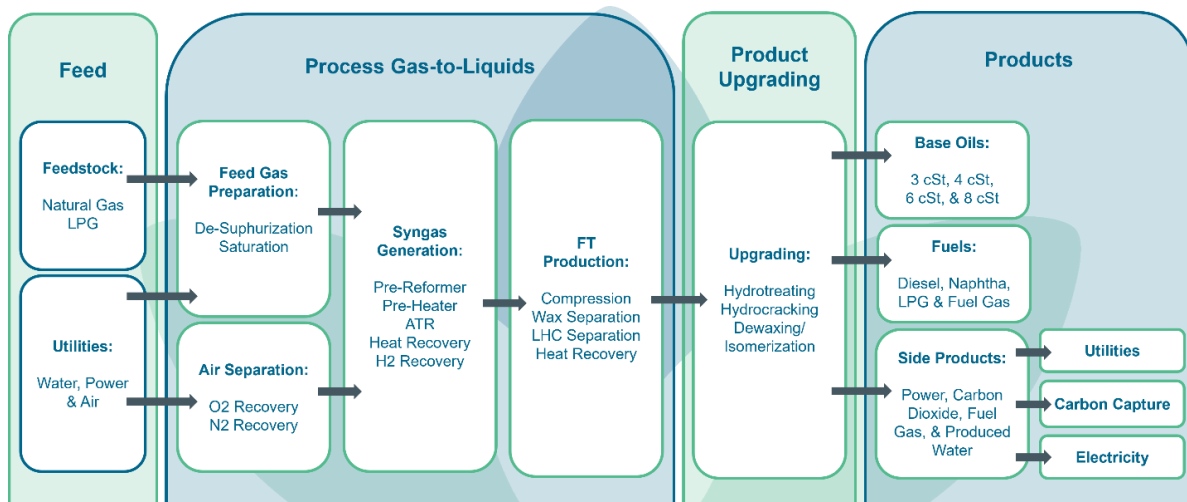 Feed
Feedstock:
Natural Gas
LPG
Utilities:
Water, Power
& Air
Process Gas-to-Liquids
Feed Gas
Preparation:
De-Suphurization
Saturation
Air Separation:
O2 Recovery
N2 Recovery
Syngas
Generation:
Pre-Reformer
Pre-Heater
ATR
Heat Recovery
H2 Recovery
FT
Production:
Compression
Wax Separation
LHC Separation
Heat Recovery
Product
Upgrading
Upgrading:
Hydrotreating
Hydrocracking
Dewaxing/
Isomerization
Products
Base Oils:
3 cSt, 4 cSt,
6 cSt, & 8 cSt
Fuels:
Diesel, Naphtha,
LPG & Fuel Gas
Side Products:
Power, Carbon
Dioxide, Fuel
Gas, & Produced
Water
Utilities
Carbon Capture
Electricity